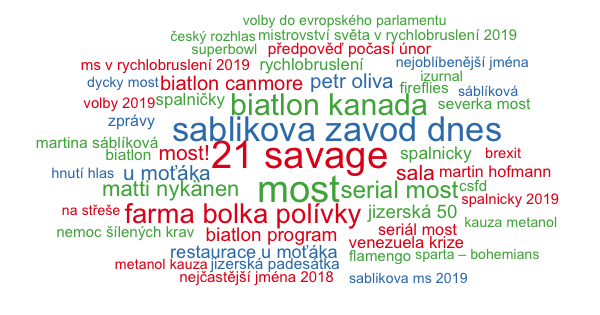 volby do evropského parlamentu
český rozhlas mistrovství světa v rychlobruslení 2019
superbowl předpověď počasí únor
ms v rychlobruslení 2019 rychlobruslení nejoblíbenější jména
dycky most biatlon canmore petr oliva izurnal
fireflies sáblíková
volby 2019 spalničky biatlon kanada severka most
zprávy sablikova zavod dnes
martina sáblíková
biatlon most! 21 savage spalnicky brexit
hnutí hlas u moťáka sala martin hofmann
matti nykänen most serial most csfd
spalnicky 2019
na střeše farma bolka polívky jizerská 50
kauza metanol
nemoc šílených krav biatlon program seriál most
venezuela krize
restaurace u moťáka flamengo sparta – bohemians
metanol kauza jizerská padesátka
nejčastější jména 2018 sablikova ms 2019